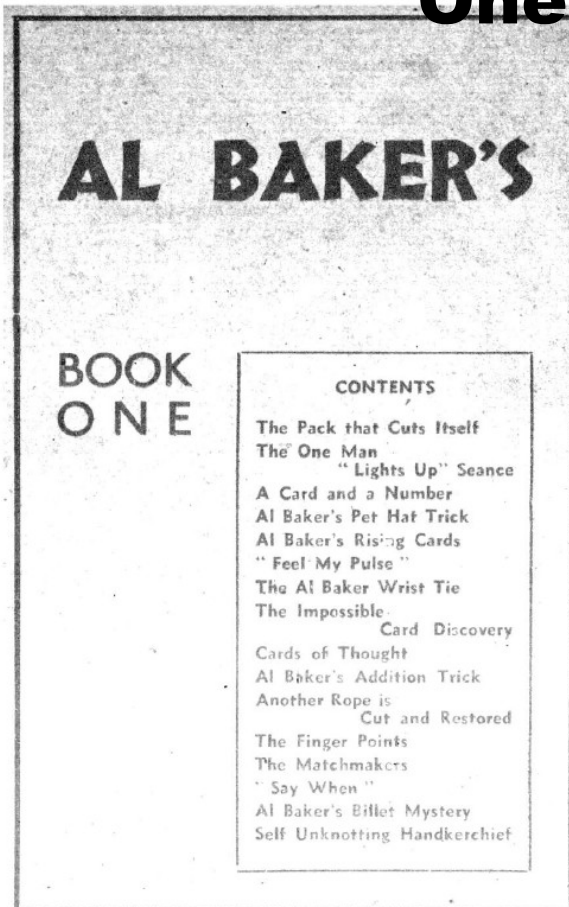 One
AL BAKER'S
BOOK
ONE
CONTENTS
The Pack that Cuts Itself
The One Man
"Lights Up" Seance
A Card and a Number
Al Baker's Pet Hat Trick
Al Baker's Rising Cards
"Feel My Pulse"
The Al Baker Wrist Tie
The Impossible
Card Discovery
Cards of Thought
Al Baker's Addition Trick
Another Rope is
Cut and Restored
The Finger Points
The Matchmakers
"Say When"
Al Baker's Billet Mystery
Self Unknotting Handkerchief